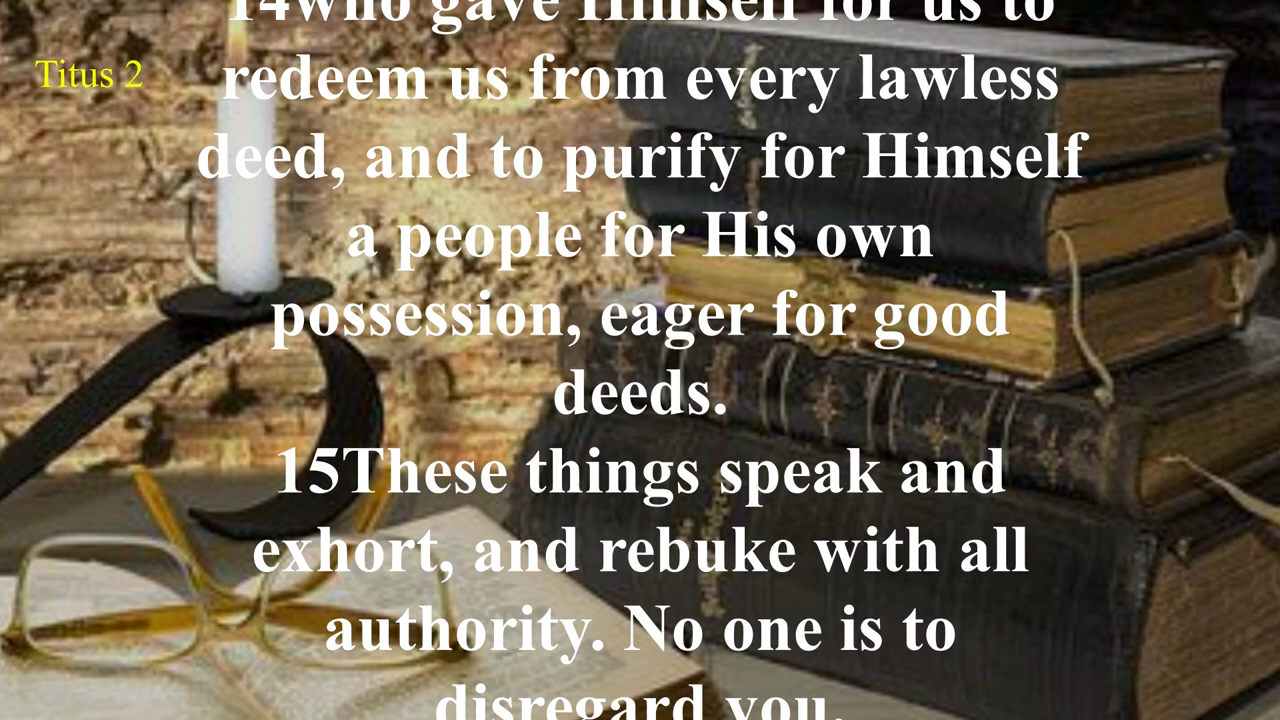 14who gave Himself for us to
Titus 2
redeem us from every lawless
deed, and to purify for Himself
a people for His own
possession, eager for good
deeds.
15These things speak and
exhort, and rebuke with all
authority. No one is to
disregard you.